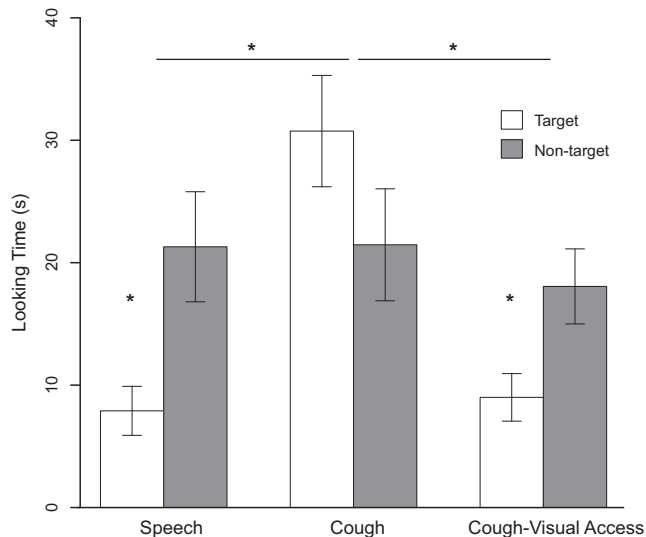 40
*
*
Target
Non-target
30
Looking Time (s)
20
*
*
10
0
Speech
Cough
Cough-Visual Access